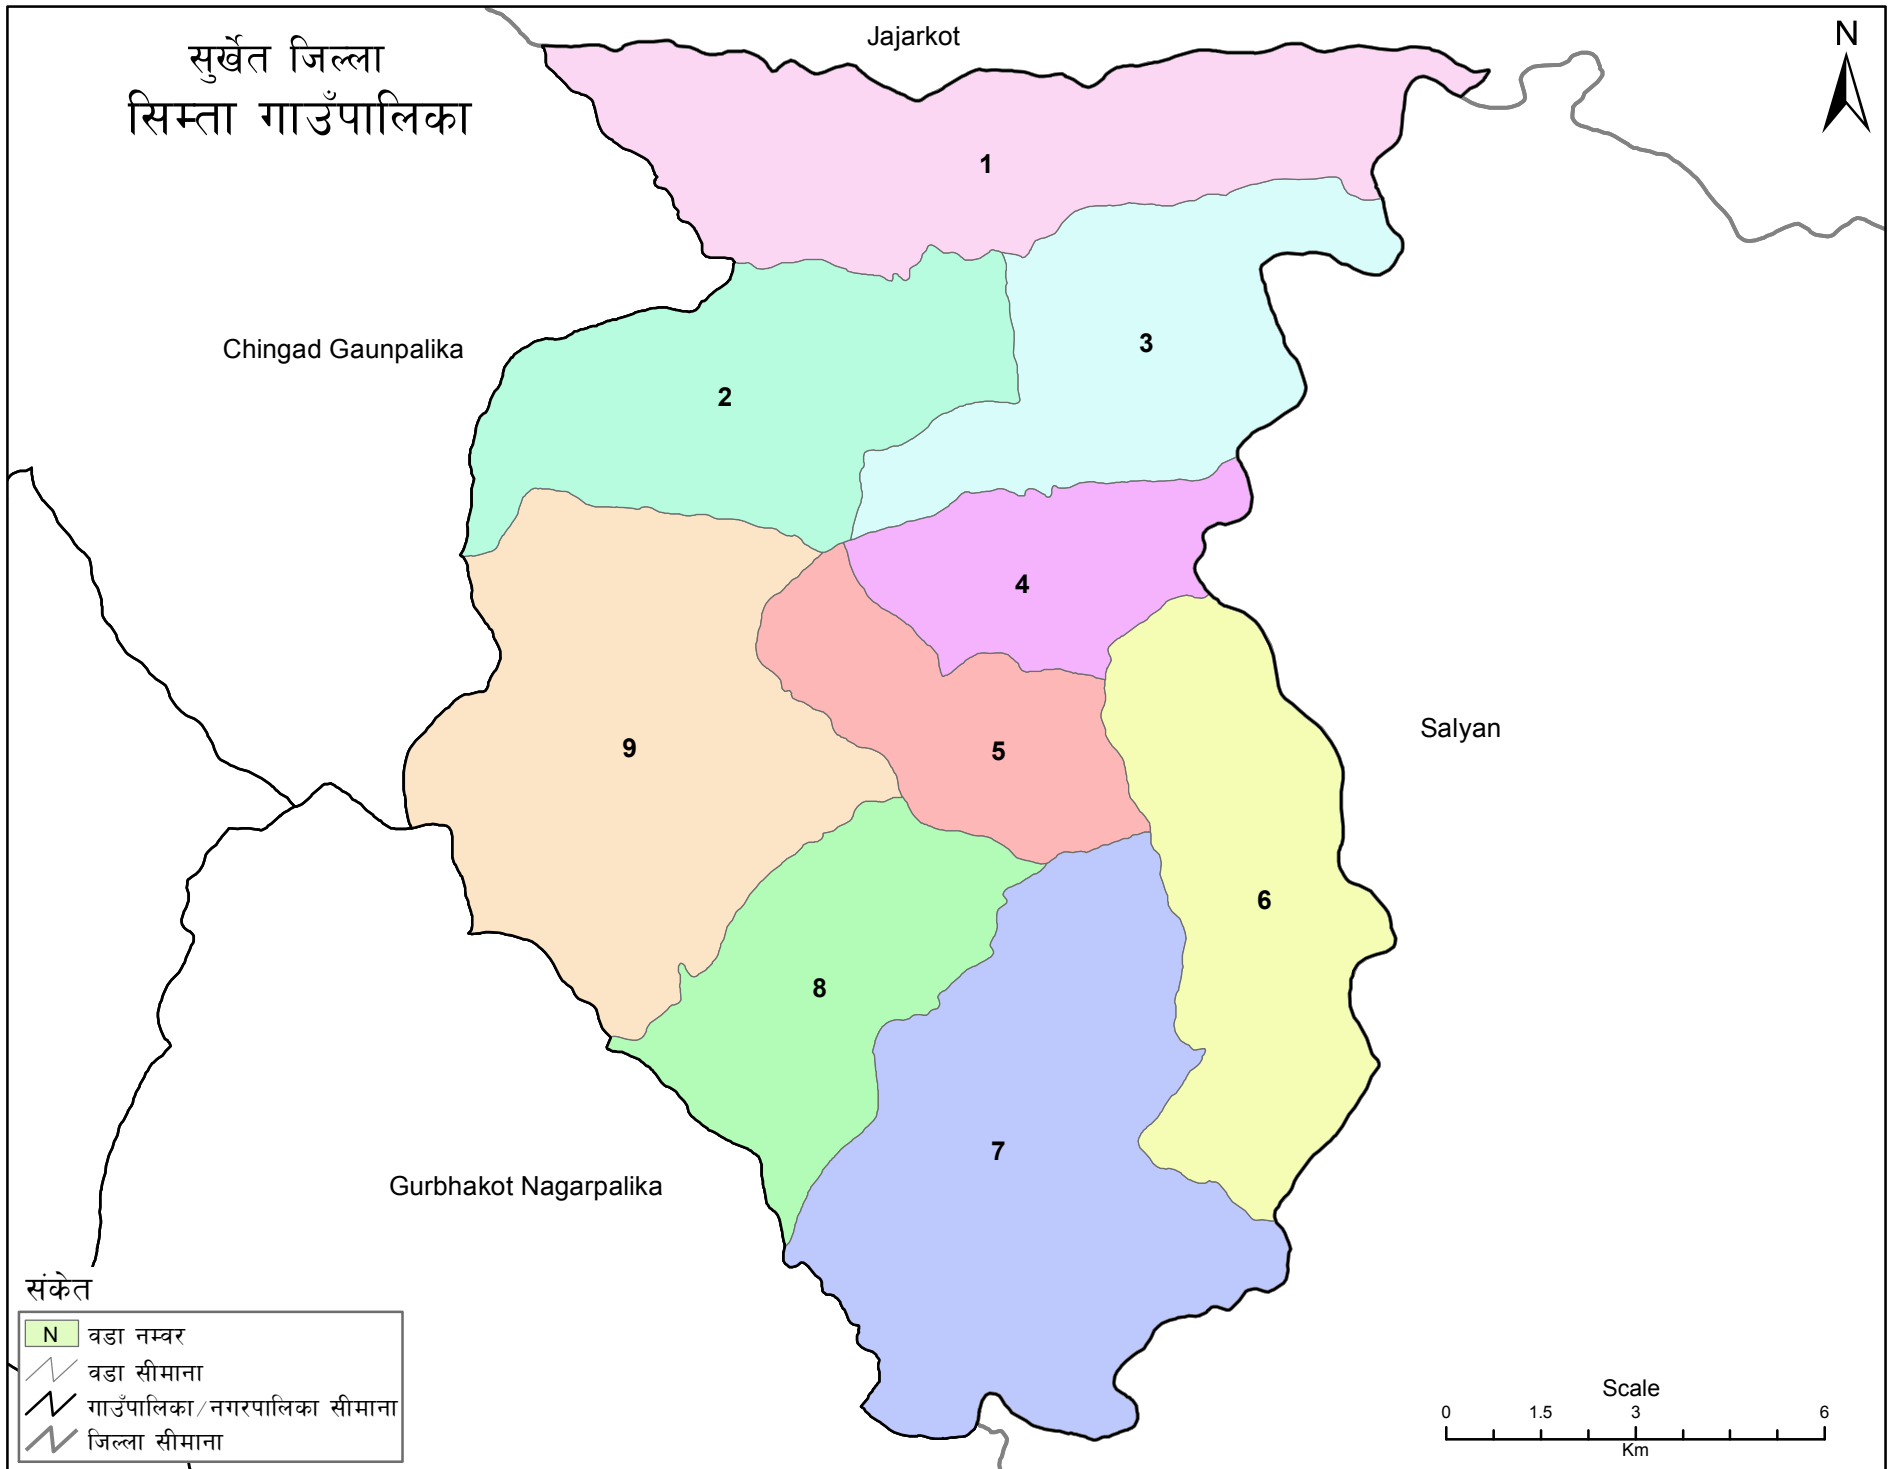 सुर्खेत जिल्ला
सिम्ता गाउँपालिका
Jajarkot
N
1
Chingad Gaunpalika
3
2
4
Salyan
9
5
6
8
7
Gurbhakot Nagarpalika
संकेत
N वडा नम्वर
वडा सीमाना
गाउँपालिका/नगरपालिका सीमाना
जिल्ला सीमाना
Scale
0 1.5 3 6
Km